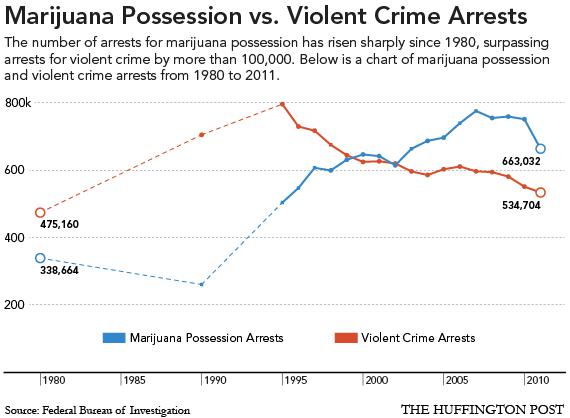 Marijuana Possession vs. Violent Crime Arrests
The number of arrests for marijuana possession has risen sharply since 1980, surpassing
arrests for violent crime by more than 100,000. Below is a chart of marijuana possession
and violent crime arrests from 1980 to 2011.
800k
600
400
200
475,160
338,664
663,032
534,704
Marijuana Possession Arrests Violent Crime Arrests
1980 1985 1990 1995 2000 2005 2010
Source: Federal Bureau of Investigation THE HUFFINGTON POST